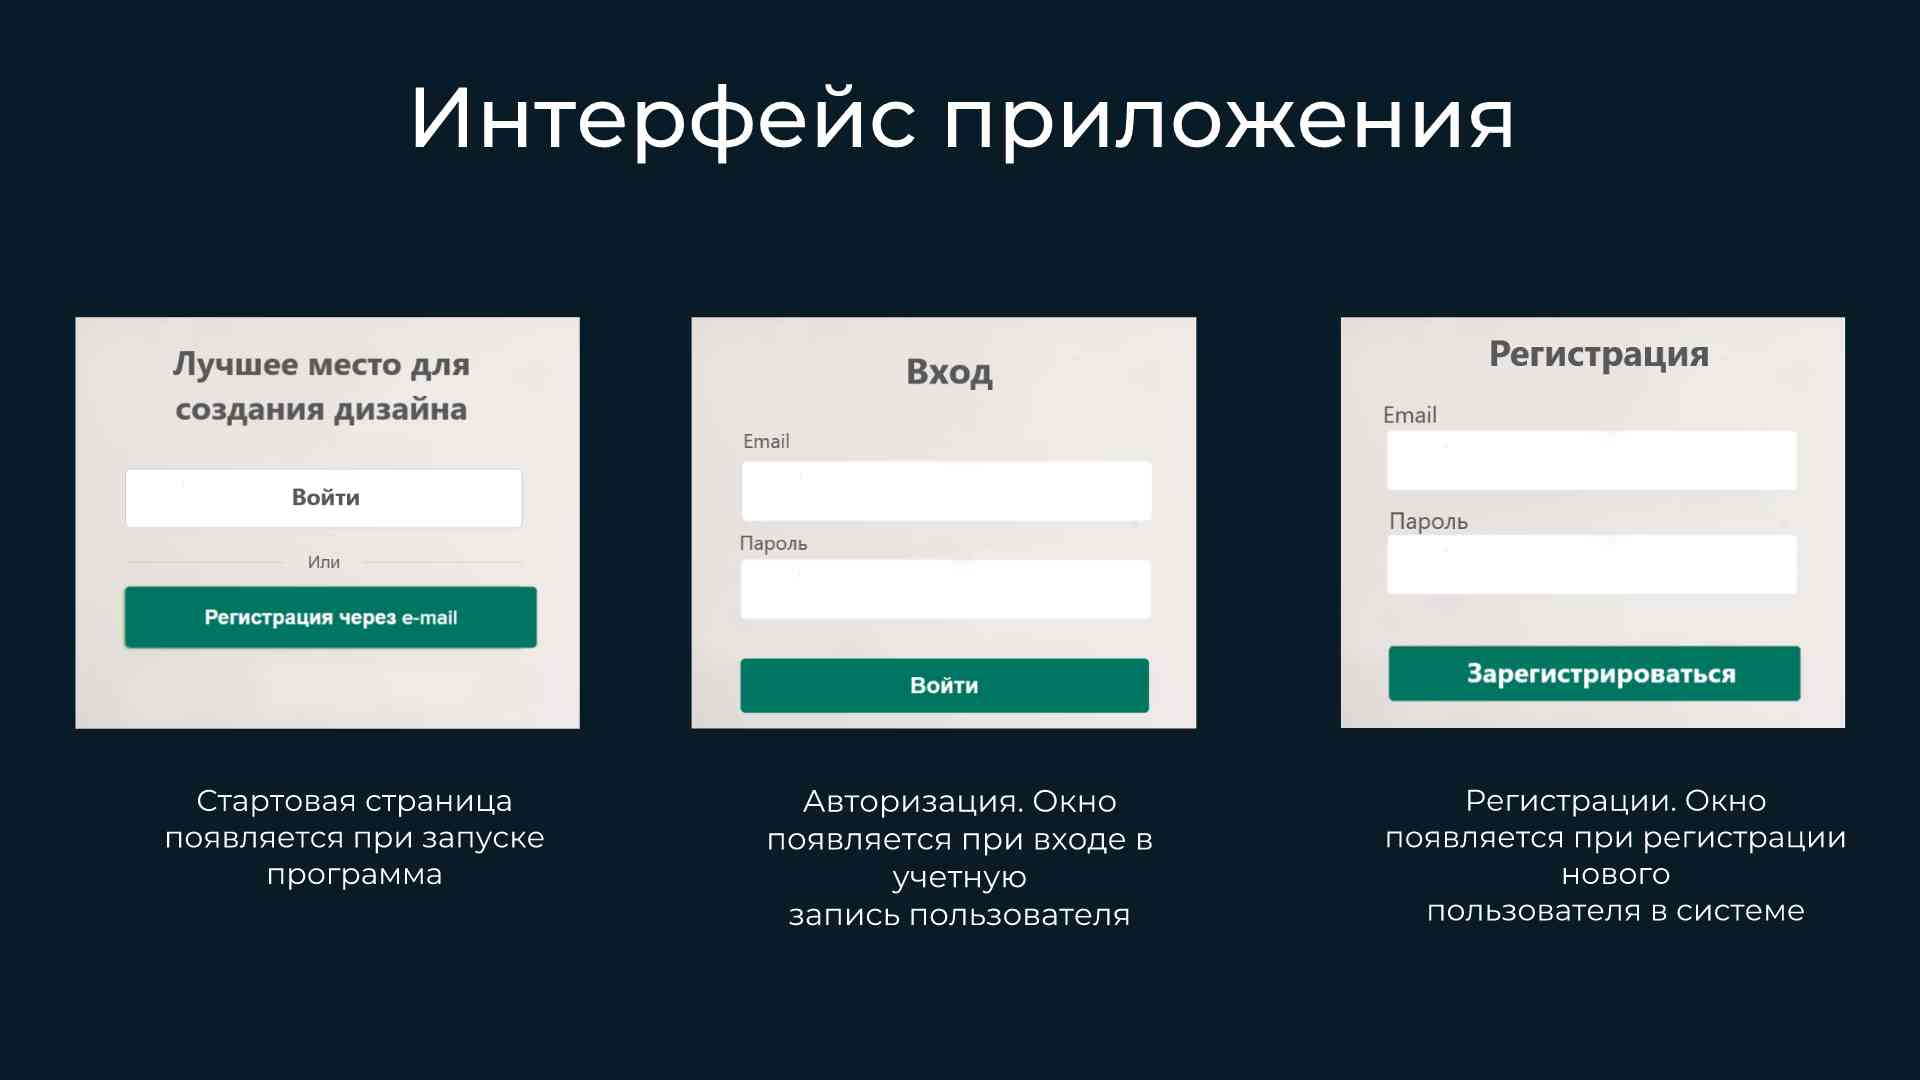 Интерфейс приложения
Лучшее место для
создания дизайна
Войти
Или
Регистрация через e-mail
Стартовая страница
появляется при запуске
программа
Вход
Email
Пароль
Войти
Авторизация. Окно
появляется при входе в
учетную
запись пользователя
Регистрация
Email
Пароль
Зарегистрироваться
Регистрации. Окно
появляется при регистрации
нового
пользователя в системе